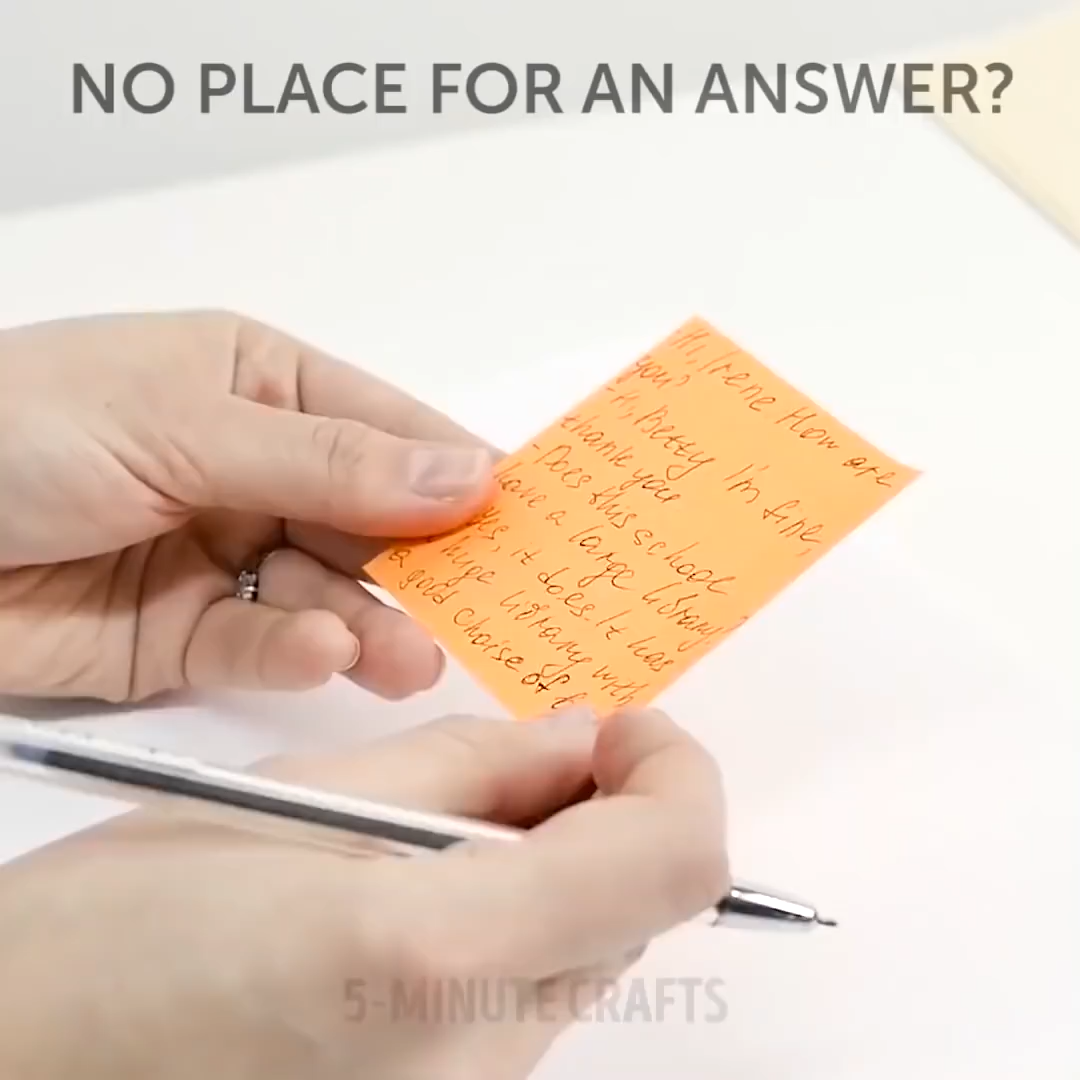 NO PLACE FOR AN ANSWER?
-Hi, Irene How are
you?
-Hi, Betty I'm fine,
thank you
-Does this school
have a large library?
yes, it does. It has
huge library with
a good choise of
5-MINUTE CRAFTS